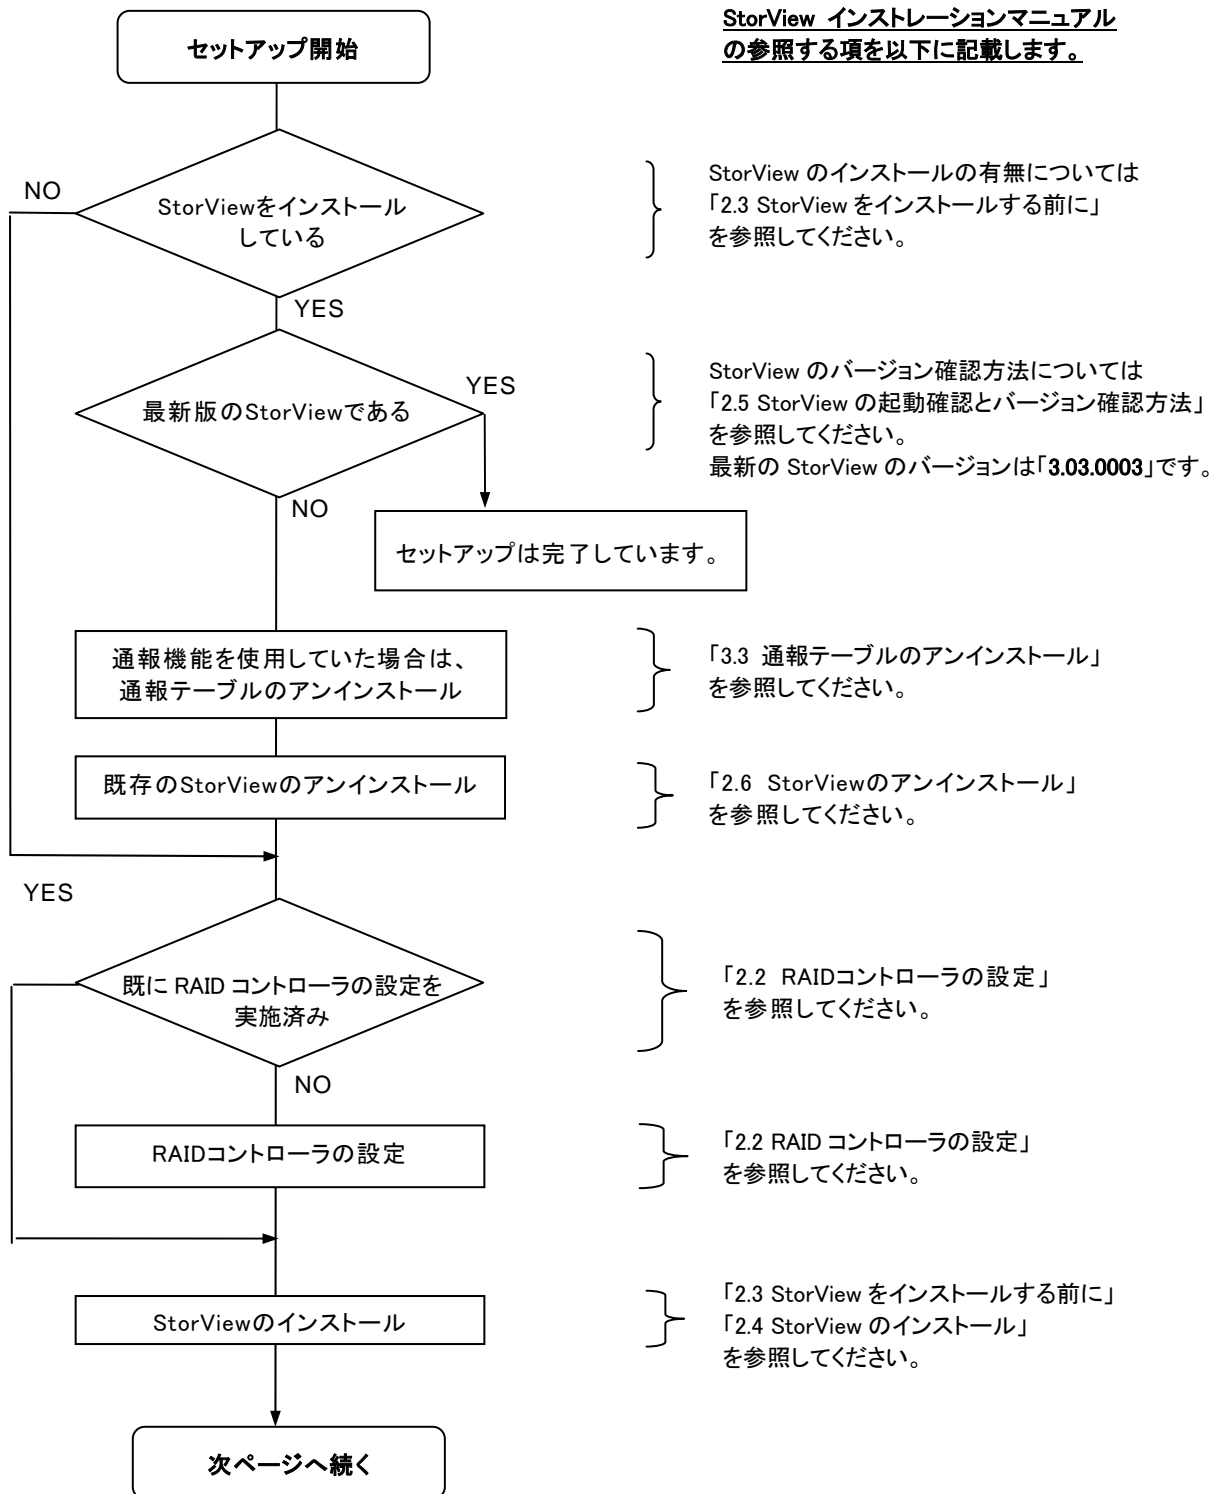 セットアップ開始
StorView インストレーションマニュアル
の参照する項を以下に記載します。
NO
StorViewをインストール
している
StorView のインストールの有無については
「2.3 StorView をインストールする前に」
を参照してください。
YES
最新版のStorViewである
YES
StorView のバージョン確認方法については
「2.5 StorView の起動確認とバージョン確認方法」
を参照してください。
最新の StorView のバージョンは「3.03.0003」です。
NO
セットアップは完了しています。
通報機能を使用していた場合は、
通報テーブルのアンインストール
「3.3 通報テーブルのアンインストール」
を参照してください。
既存のStorViewのアンインストール
「2.6 StorViewのアンインストール」
を参照してください。
YES
既に RAID コントローラの設定を
実施済み
「2.2 RAIDコントローラの設定」
を参照してください。
NO
RAIDコントローラの設定
「2.2 RAID コントローラの設定」
を参照してください。
StorViewのインストール
「2.3 StorView をインストールする前に」
「2.4 StorView のインストール」
を参照してください。
次ページへ続く